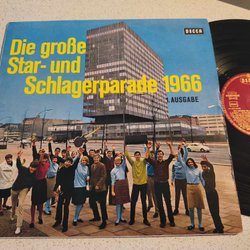 DECCA
Die große
Star- und
Schlagerparade 1966
1. AUSGABE